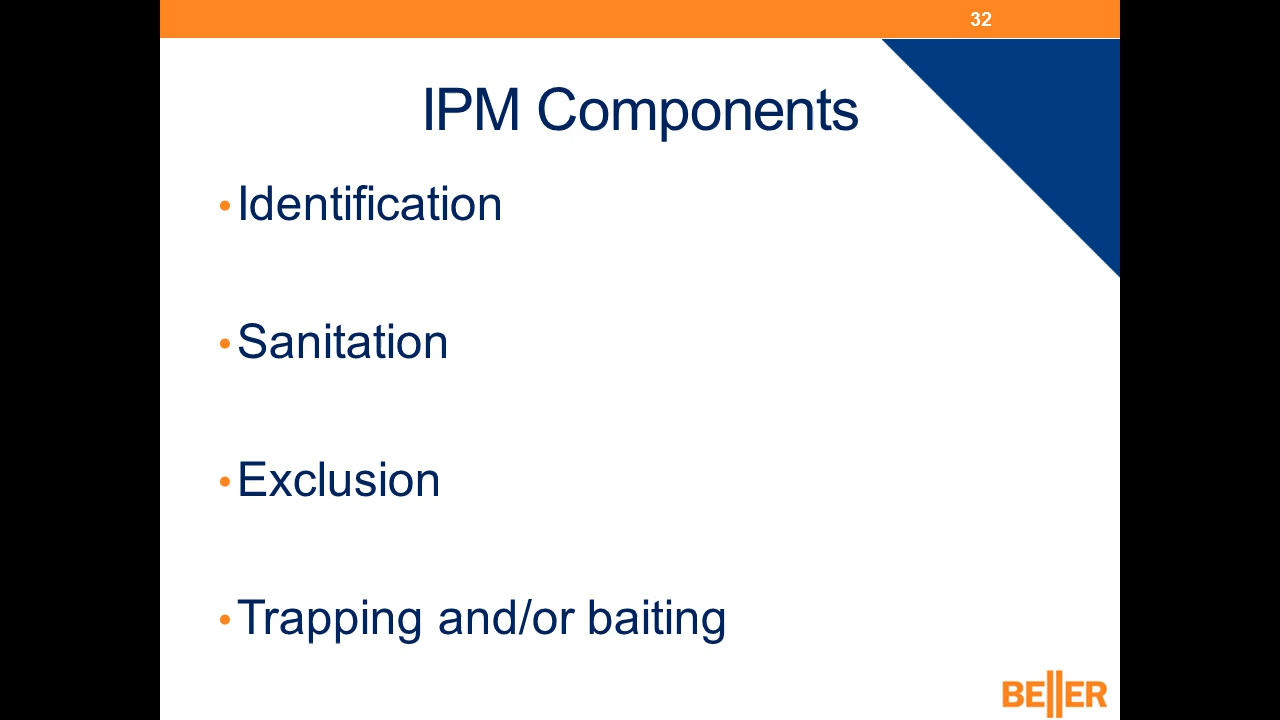 32
IPM Components
•Identification
•Sanitation
•Exclusion
•Trapping and/or baiting
BELLER